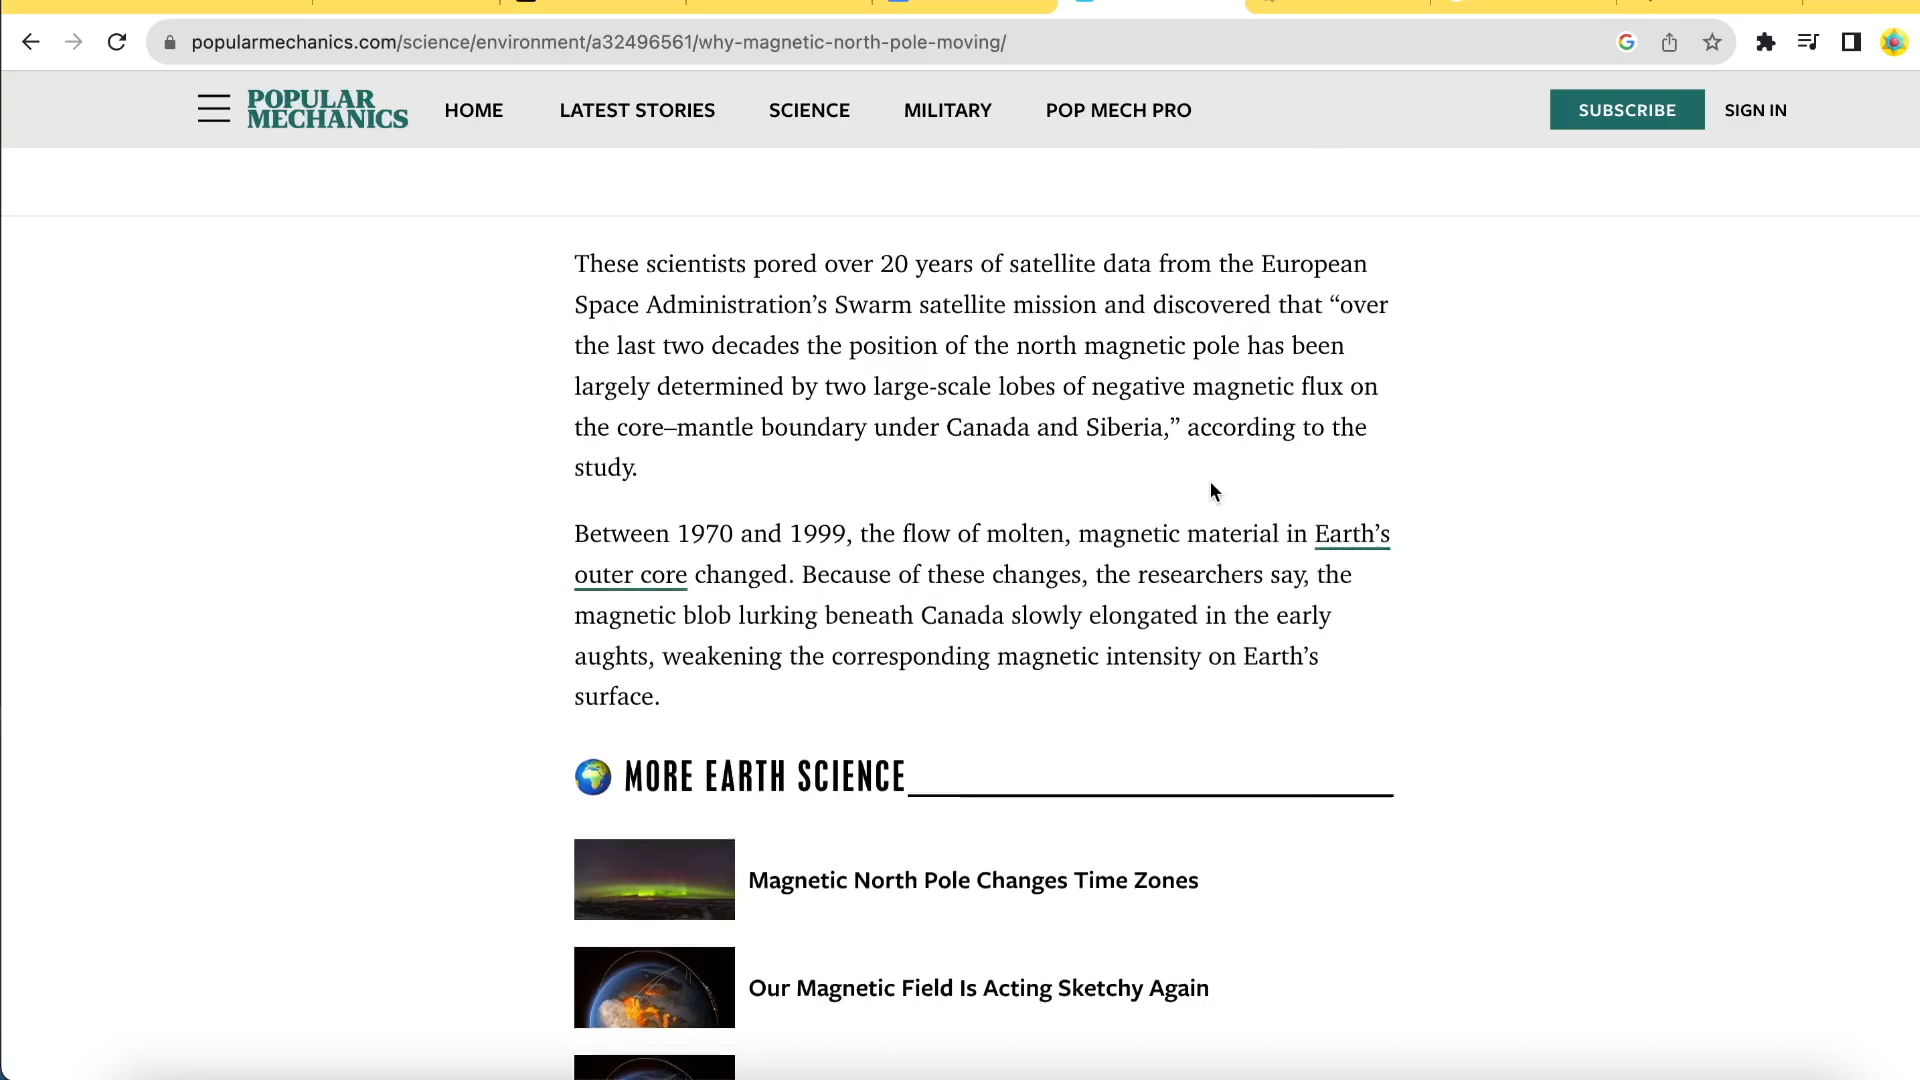 popularmechanics.com/science/environment/a32496561/why-magnetic-north-pole-moving/
POPULAR
MECHANICS
HOME
LATEST STORIES
SCIENCE
MILITARY
POP MECH PRO
SUBSCRIBE
SIGN IN
These scientists pored over 20 years of satellite data from the European
Space Administration’s Swarm satellite mission and discovered that “over
the last two decades the position of the north magnetic pole has been
largely determined by two large-scale lobes of negative magnetic flux on
the core–mantle boundary under Canada and Siberia,” according to the
study.
Between 1970 and 1999, the flow of molten, magnetic material in Earth’s
outer core changed. Because of these changes, the researchers say, the
magnetic blob lurking beneath Canada slowly elongated in the early
aughts, weakening the corresponding magnetic intensity on Earth’s
surface.
MORE EARTH SCIENCE
Magnetic North Pole Changes Time Zones
Our Magnetic Field Is Acting Sketchy Again